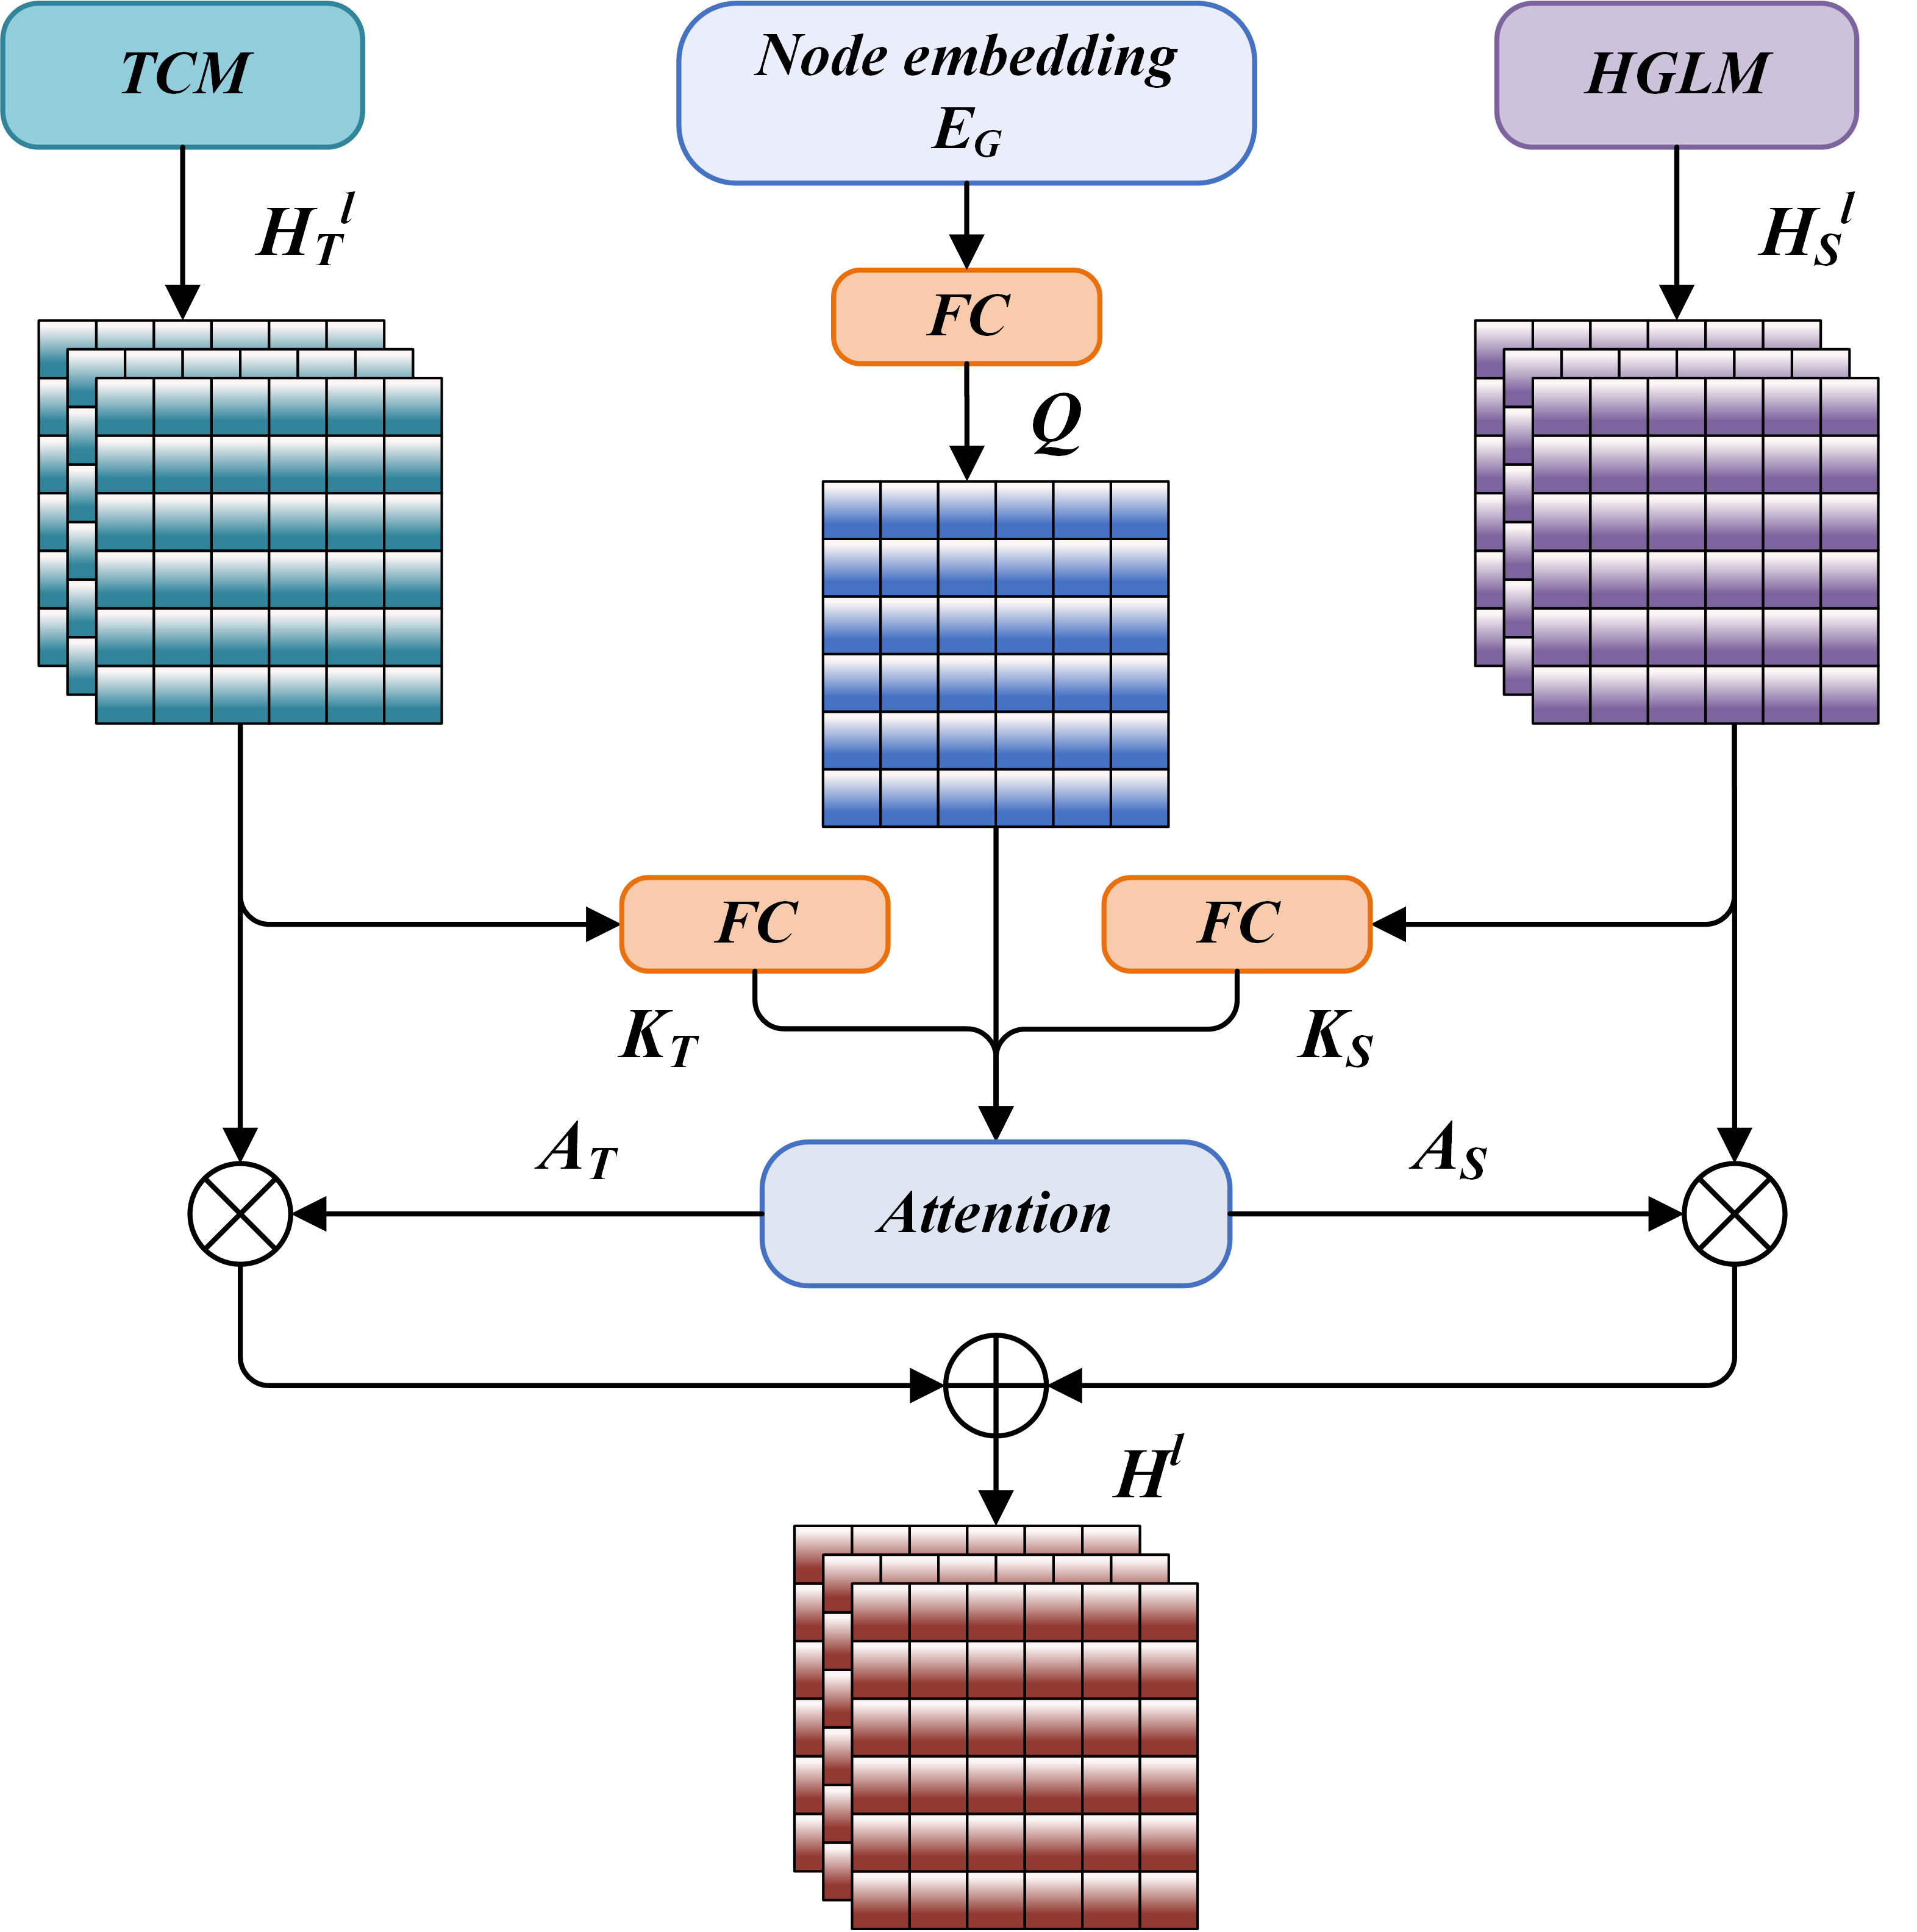 TCM
Node embedding
E_G
HGLM
H_T^l
H_S^l
FC
Q
FC
FC
K_T
K_S
A_T
A_S
Attention
H^l